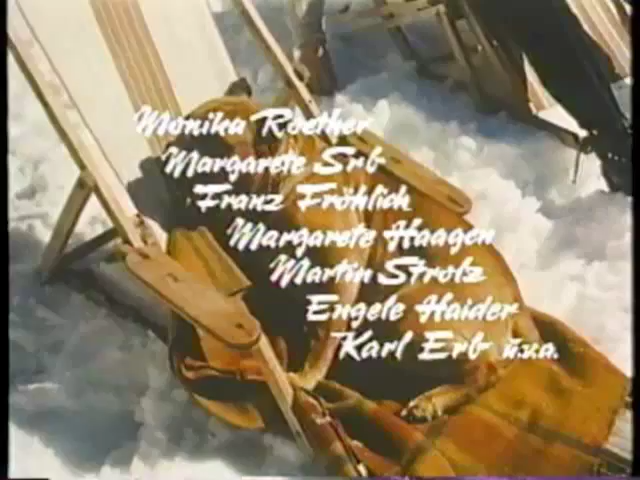 Monika Roether
Margarete Srb
Franz Fröhlich
Margarete Haagen
Martin Strolz
Engele Haider
Karl Erb u.v.a.